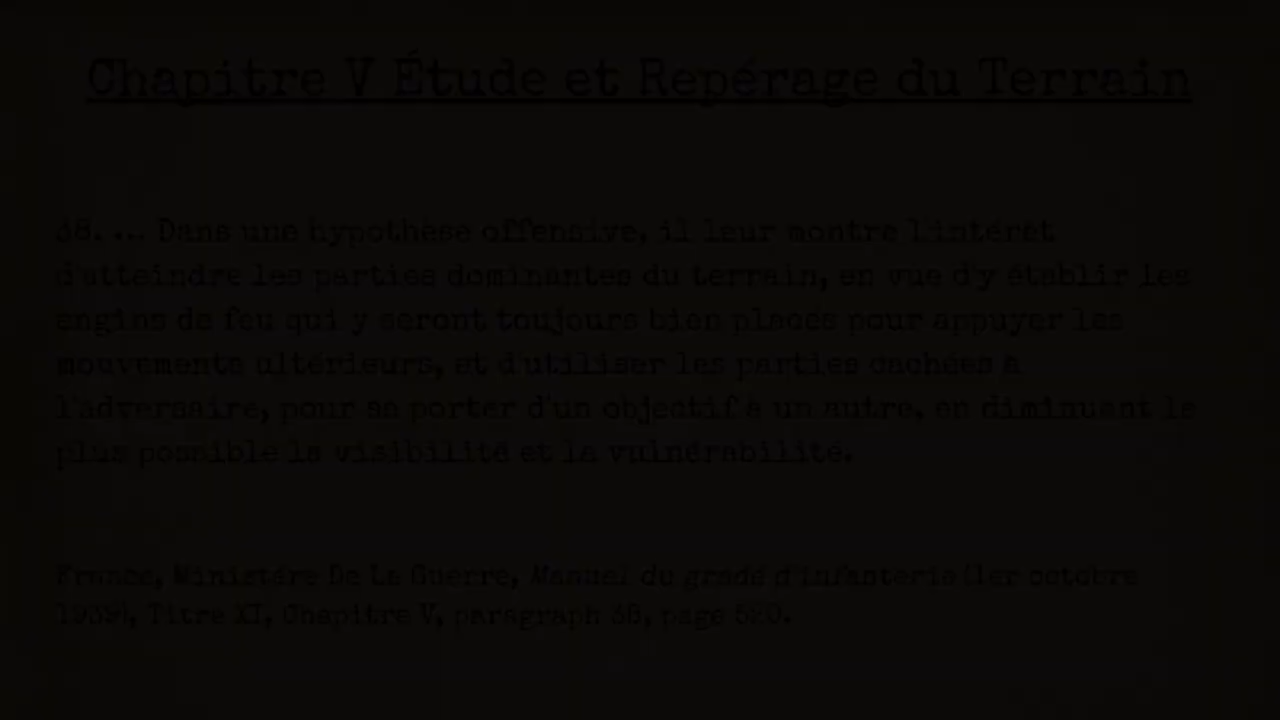 Chapitre V Étude et Repérage du Terrain
38. ... Dans une hypothèse offensive, il leur montre l'intérêt
d'atteindre les parties dominantes du terrain, en vue d'y établir les
engins de feu qui y seront toujours bien placés pour appuyer les
mouvements ultérieurs, et d'utiliser les parties cachées à
l'adversaire, pour se porter d'un objectif à un autre, en diminuant le
plus possible la visibilité et la vulnérabilité.
France, Ministère De La Guerre, Manuel du gradé d'infanterie (1er octobre
Titre XI, Chapitre V, paragraph 38, page